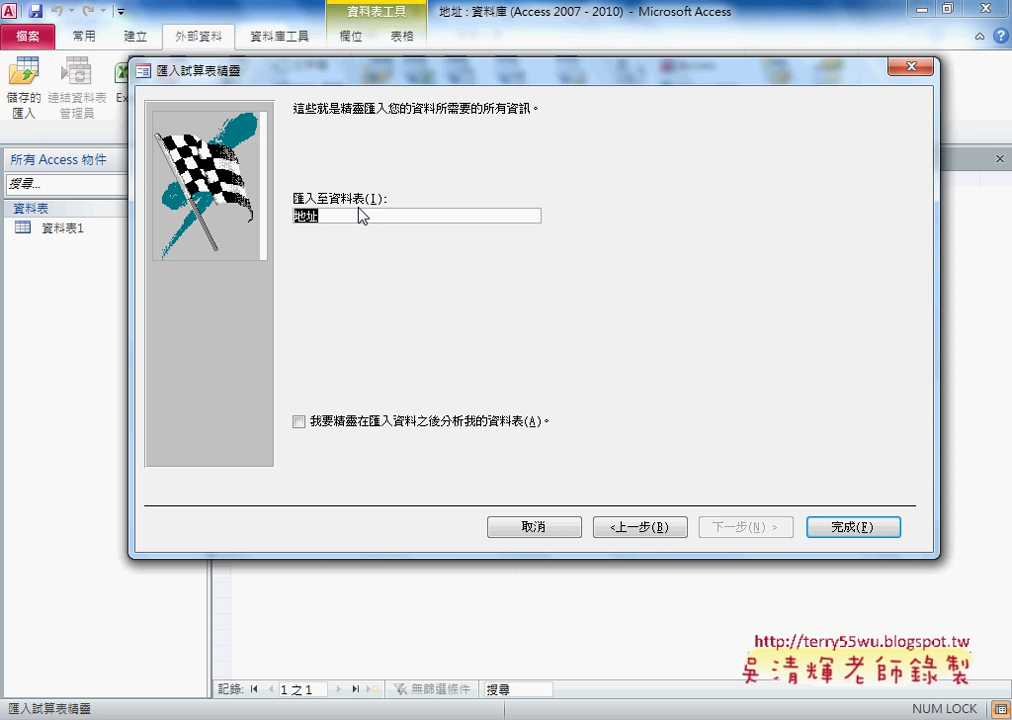 資料表工具
地址 : 資料庫 (Access 2007 - 2010) - Microsoft Access
檔案 常用 建立 外部資料 資料庫工具 欄位 表格
儲存的匯入 連結資料表管理員 Ex
匯入試算表精靈
所有 Access 物件
搜尋...
資料表
資料表1
這些就是精靈匯入您的資料所需要的所有資訊。
匯入至資料表(I):
地址
我要精靈在匯入資料之後分析我的資料表(A)。
取消 <上一步(B) 下一步(N) > 完成(F)
http://terry55wu.blogspot.tw
吳清輝老師錄製
記錄: 1 之 1 無篩選條件 搜尋
匯入試算表精靈 NUM LOCK